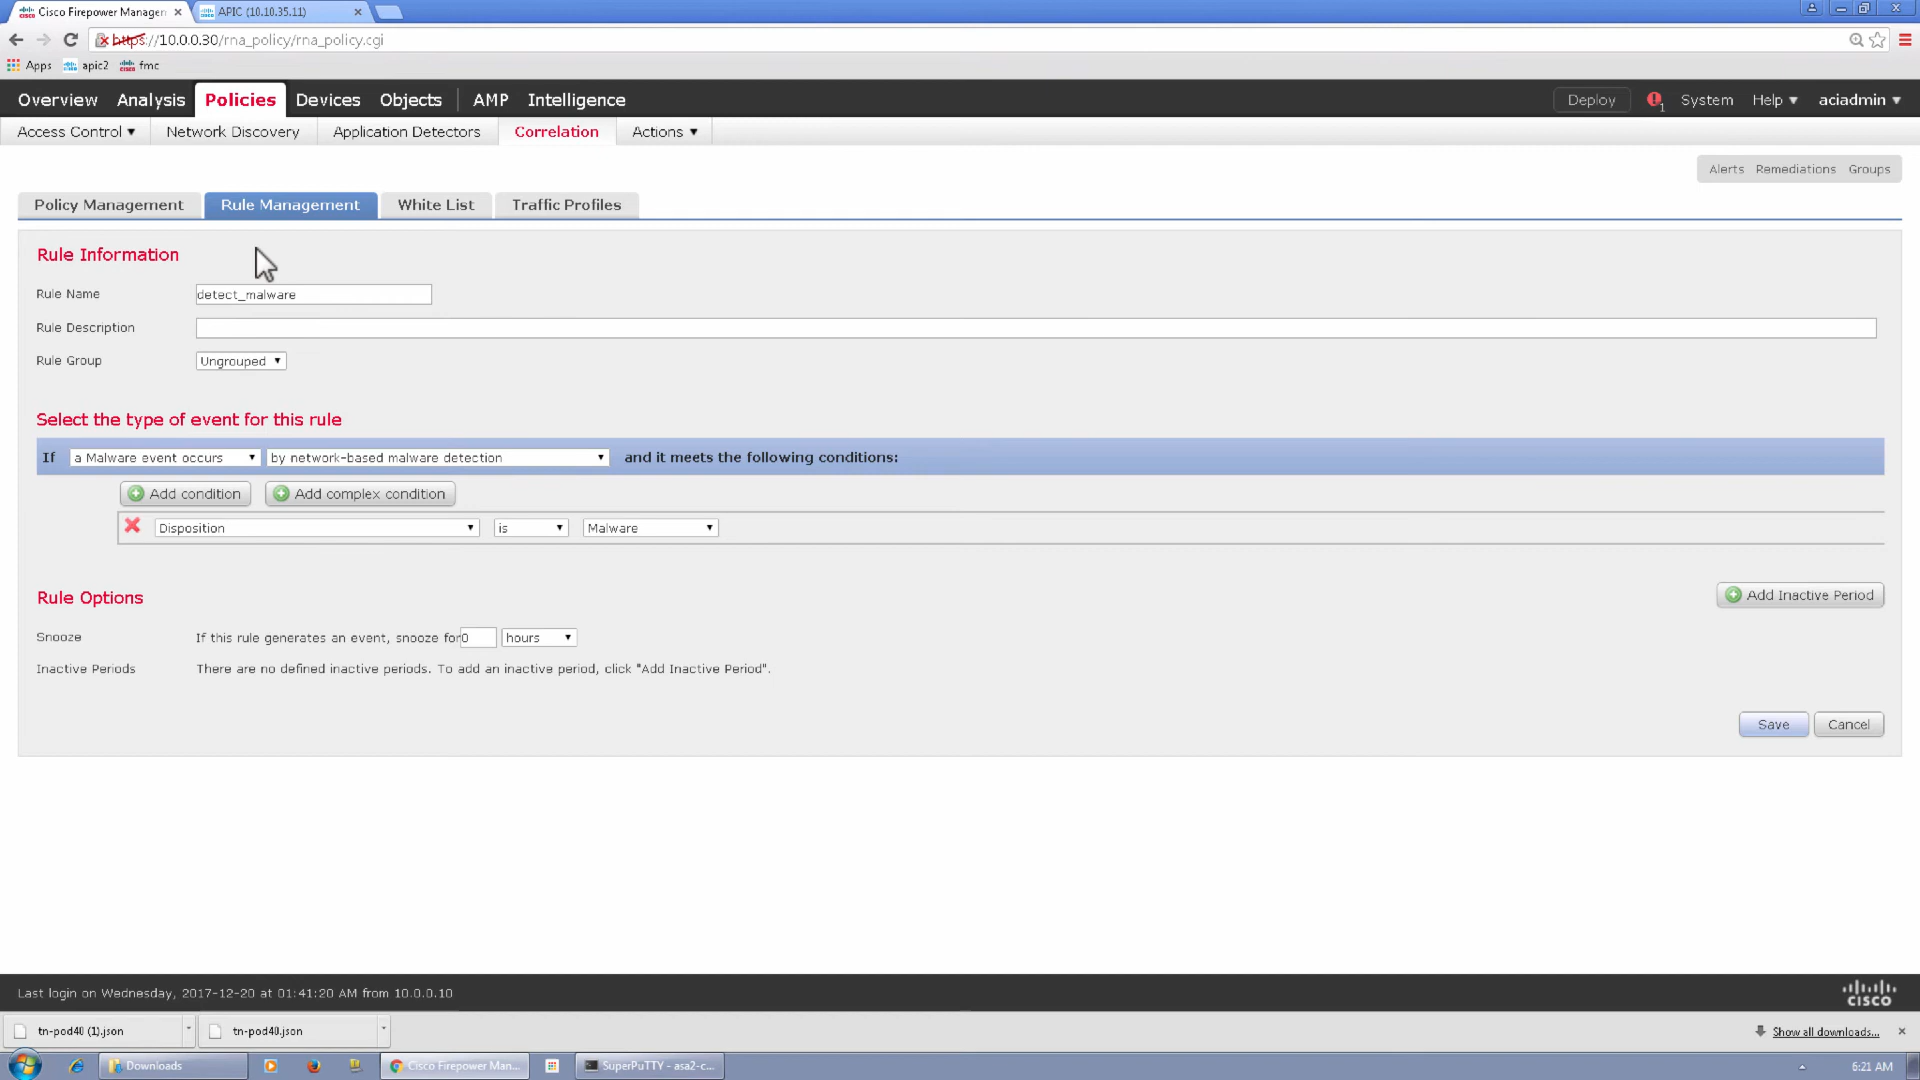 Cisco Firepower Managem
APIC (10.10.35.11)
https://10.0.0.30/rna_policy/rna_policy.cgi
Apps apic2 fmc
Overview Analysis Policies Devices Objects AMP Intelligence Deploy 1 System Help aciadmin
Access Control Network Discovery Application Detectors Correlation Actions
Alerts Remediations Groups
Policy Management Rule Management White List Traffic Profiles
Rule Information
Rule Name detect_malware
Rule Description
Rule Group Ungrouped
Select the type of event for this rule
If a Malware event occurs by network-based malware detection and it meets the following conditions:
Add condition Add complex condition
Disposition is Malware
Rule Options Add Inactive Period
Snooze If this rule generates an event, snooze for 0 hours
Inactive Periods There are no defined inactive periods. To add an inactive period, click "Add Inactive Period".
Save Cancel
Last login on Wednesday, 2017-12-20 at 01:41:20 AM from 10.0.0.10
cisco
tn-pod40 (1).json tn-pod40.json Show all downloads...
Downloads Cisco Firepower Man... SuperPuTTY - asa2-c... 6:21 AM